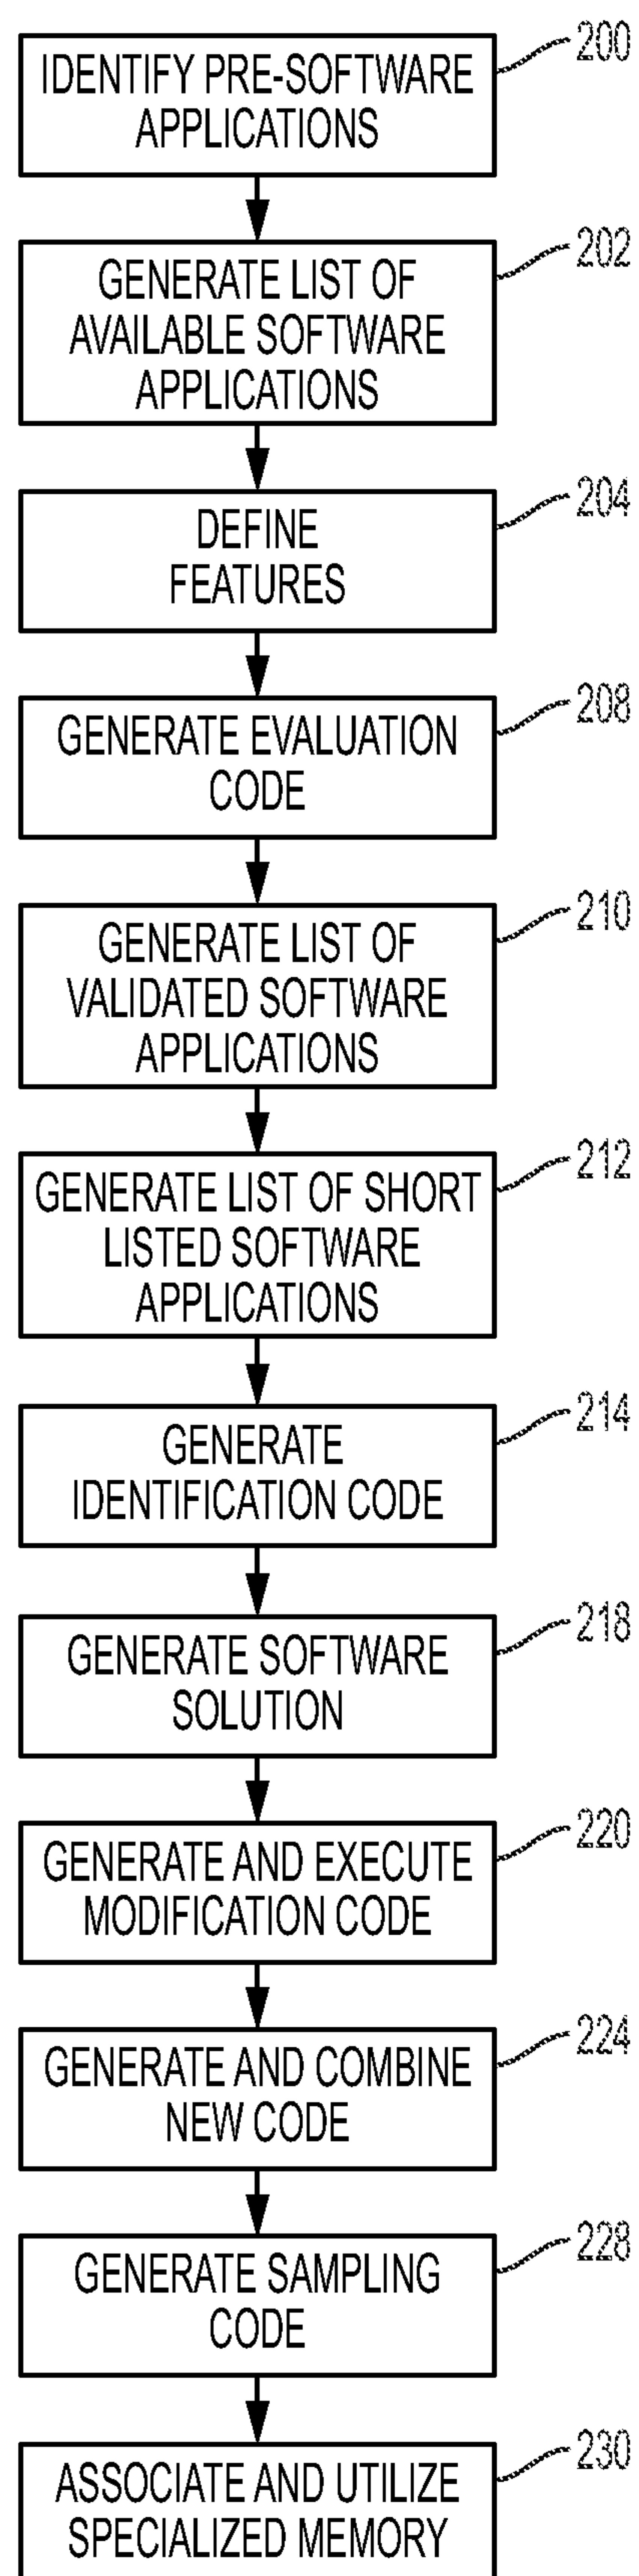 200
IDENTIFY PRE-SOFTWARE
APPLICATIONS
202
GENERATE LIST OF
AVAILABLE SOFTWARE
APPLICATIONS
204
DEFINE
FEATURES
208
GENERATE EVALUATION
CODE
210
GENERATE LIST OF
VALIDATED SOFTWARE
APPLICATIONS
212
GENERATE LIST OF SHORT
LISTED SOFTWARE
APPLICATIONS
214
GENERATE
IDENTIFICATION CODE
218
GENERATE SOFTWARE
SOLUTION
220
GENERATE AND EXECUTE
MODIFICATION CODE
224
GENERATE AND COMBINE
NEW CODE
228
GENERATE SAMPLING
CODE
230
ASSOCIATE AND UTILIZE
SPECIALIZED MEMORY